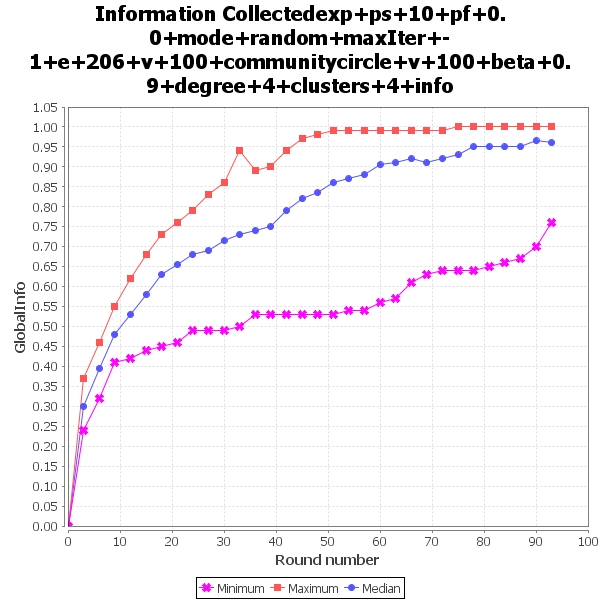 Information Collectedexp+ps+10+pf+0.
0+mode+random+maxIter+-
1+e+206+v+100+communitycircle+v+100+beta+0.
9+degree+4+clusters+4+info
GlobalInfo
1.05
1.00
0.95
0.90
0.85
0.80
0.75
0.70
0.65
0.60
0.55
0.50
0.45
0.40
0.35
0.30
0.25
0.20
0.15
0.10
0.05
0.00
0 10 20 30 40 50 60 70 80 90 100
Round number
Minimum Maximum Median